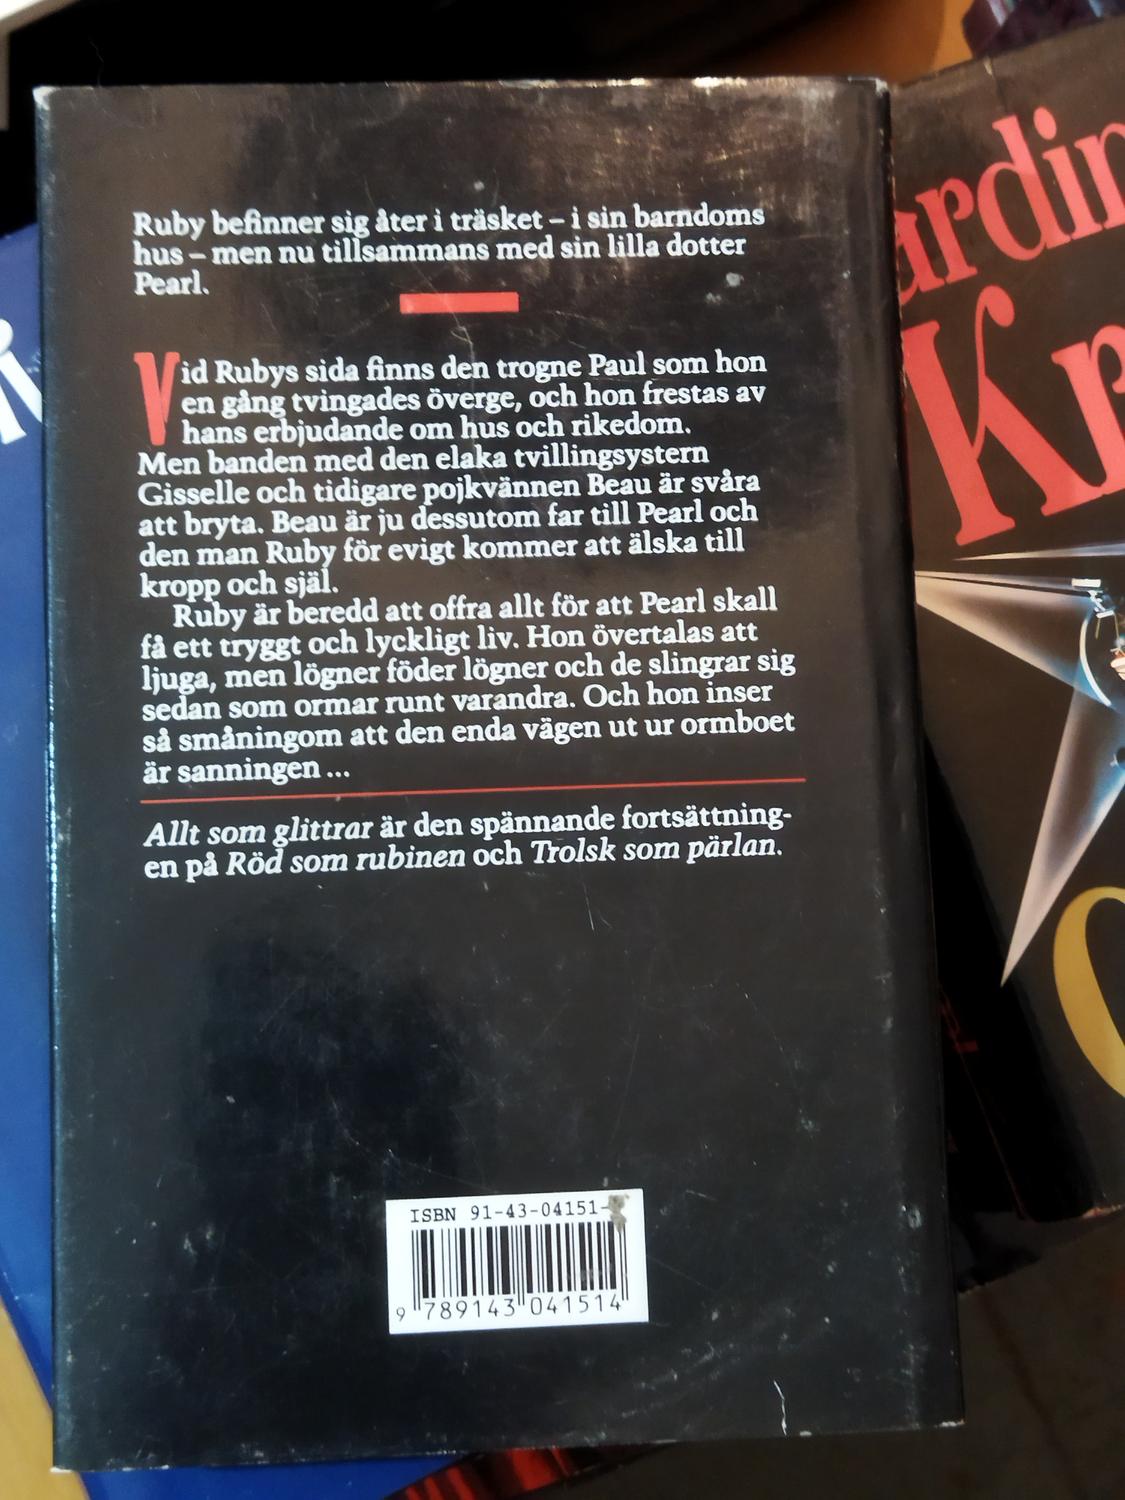 Ruby befinner sig åter i träsket – i sin barndoms
hus – men nu tillsammans med sin lilla dotter
Pearl.
Vid Rubys sida finns den trogne Paul som hon
en gång tvingades överge, och hon frestas av
hans erbjudande om hus och rikedom.
Men banden med den elaka tvillingsystern
Gisselle och tidigare pojkvännen Beau är svåra
att bryta. Beau är ju dessutom far till Pearl och
den man Ruby för evigt kommer att älska till
kropp och själ.
Ruby är beredd att offra allt för att Pearl skall
få ett tryggt och lyckligt liv. Hon övertalas att
ljuga, men lögner föder lögner och de slingrar sig
sedan som ormar runt varandra. Och hon inser
så småningom att den enda vägen ut ur ormboet
är sanningen ...
Allt som glittrar är den spännande fortsättning-
en på Röd som rubinen och Trolsk som pärlan.
ISBN 91-43-04151-
9 789143 041514
ardin
Kr